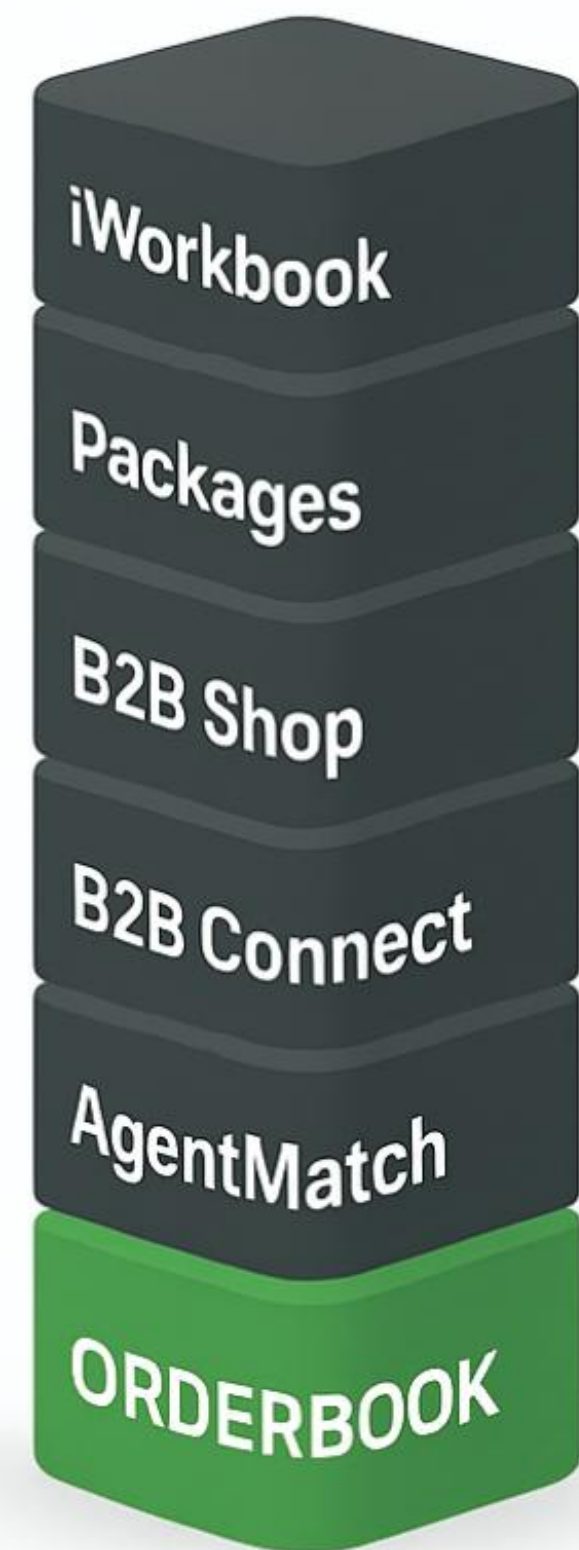 iWorkbook
Packages
B2B Shop
B2B Connect
AgentMatch
ORDERBOOK